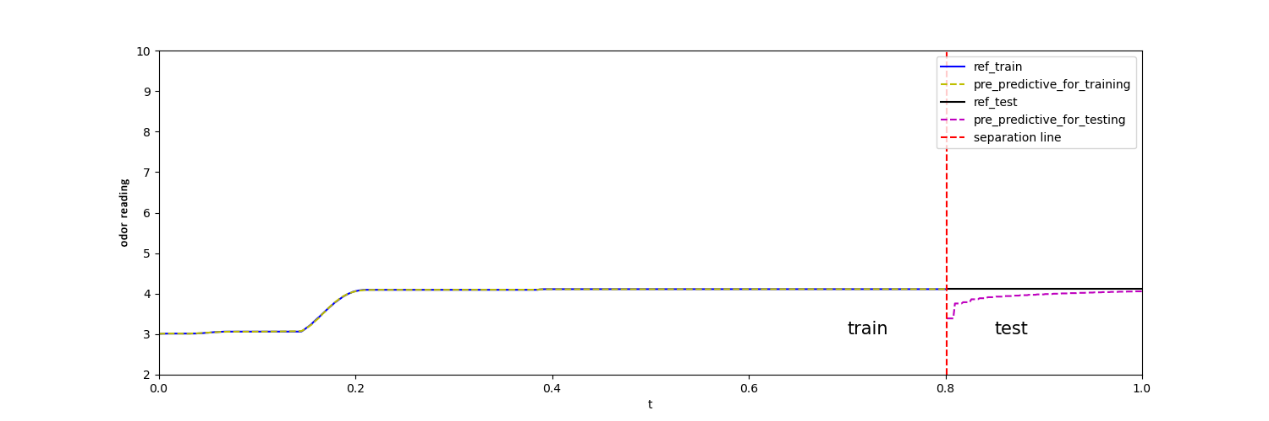 10
9
8
7
6
5
4
3
2
odor reading
0.0 0.2 0.4 0.6 0.8 1.0
t
ref_train
pre_predictive_for_training
ref_test
pre_predictive_for_testing
separation line
train test